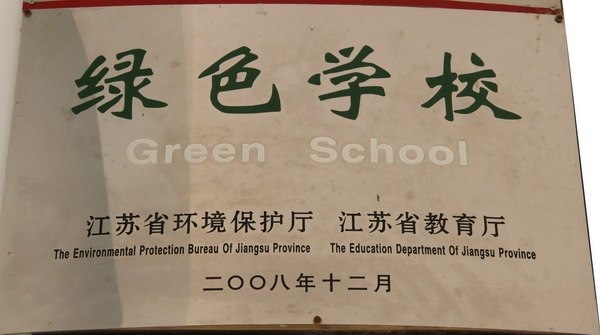 绿色学校
Green School
江苏省环境保护厅 江苏省教育厅
The Environmental Protection Bureau Of Jiangsu Province The Education Department Of Jiangsu Province
二〇〇八年十二月